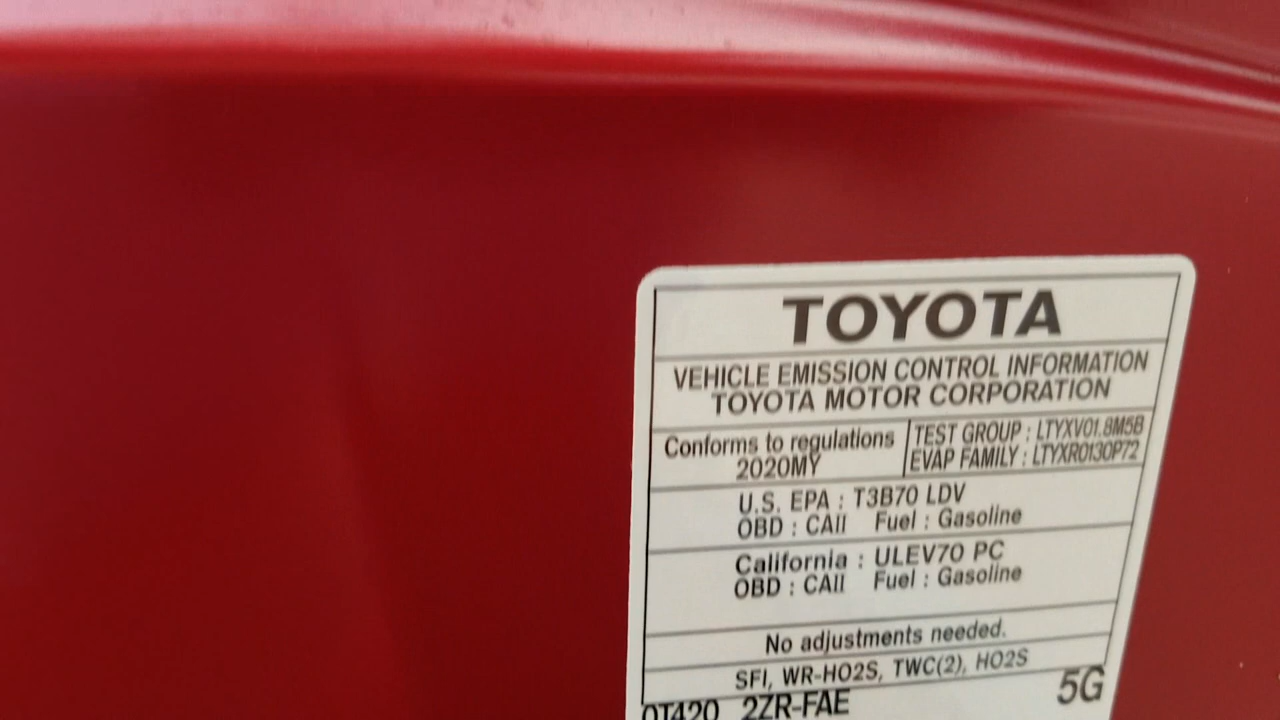 TOYOTA
VEHICLE EMISSION CONTROL INFORMATION
TOYOTA MOTOR CORPORATION
Conforms to regulations
2020MY
TEST GROUP : LTYXV01.8M5B
EVAP FAMILY : LTYXR0130P72
U.S. EPA : T3B70 LDV
OBD : CAII Fuel : Gasoline
California : ULEV70 PC
OBD : CAII Fuel : Gasoline
No adjustments needed.
SFI, WR-HO2S, TWC(2), HO2S
0T420 2ZR-FAE 5G